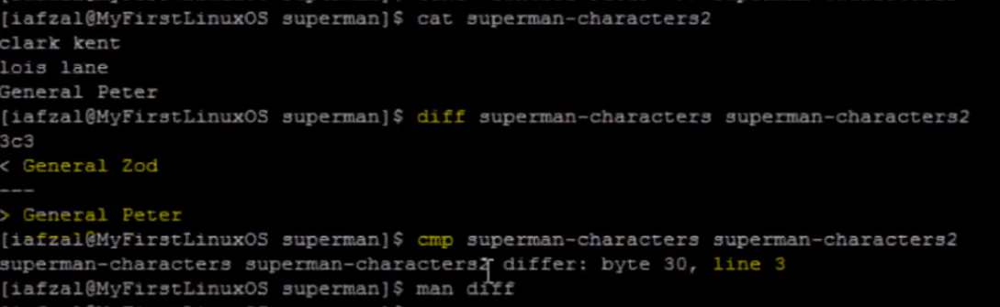 [iafzal@MyFirstLinuxOS superman]$ cat superman-characters2
clark kent
lois lane
General Peter
[iafzal@MyFirstLinuxOS superman]$ diff superman-characters superman-characters2
3c3
< General Zod
---
> General Peter
[iafzal@MyFirstLinuxOS superman]$ cmp superman-characters superman-characters2
superman-characters superman-characters2 differ: byte 30, line 3
[iafzal@MyFirstLinuxOS superman]$ man diff